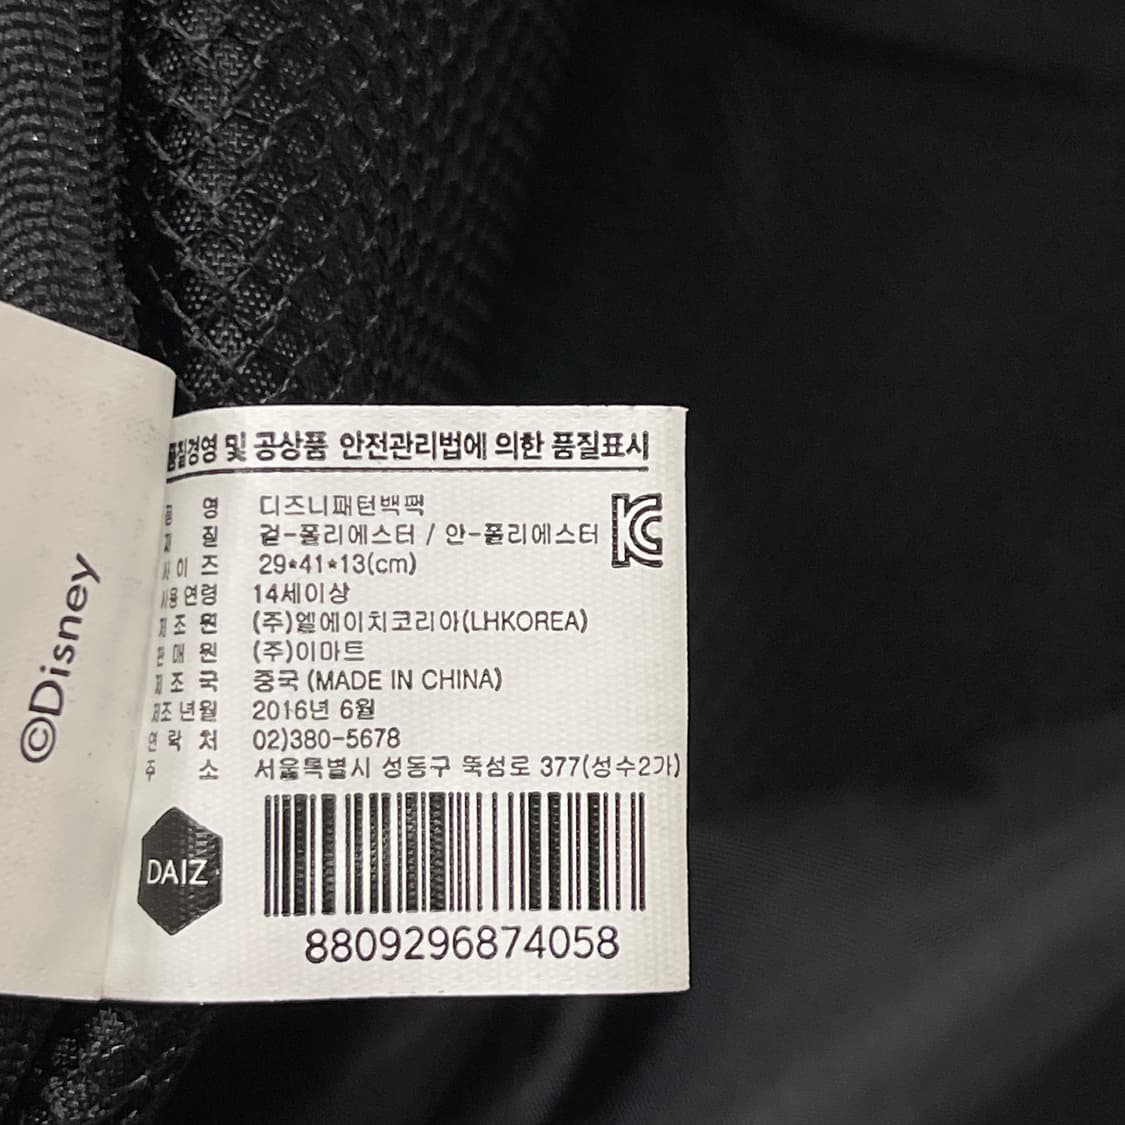 품질경영 및 공상품 안전관리법에 의한 품질표시
품 명 디즈니패턴백팩
재 질 겉-폴리에스터 / 안-폴리에스터
사 이 즈 29*41*13(cm)
사용연령 14세이상
제 조 원 (주)엘에이치코리아(LHKOREA)
판 매 원 (주)이마트
제 조 국 중국 (MADE IN CHINA)
제조년월 2016년 6월
연 락 처 02)380-5678
주 소 서울특별시 성동구 뚝섬로 377(성수2가)
©Disney
DAIZ
8809296874058